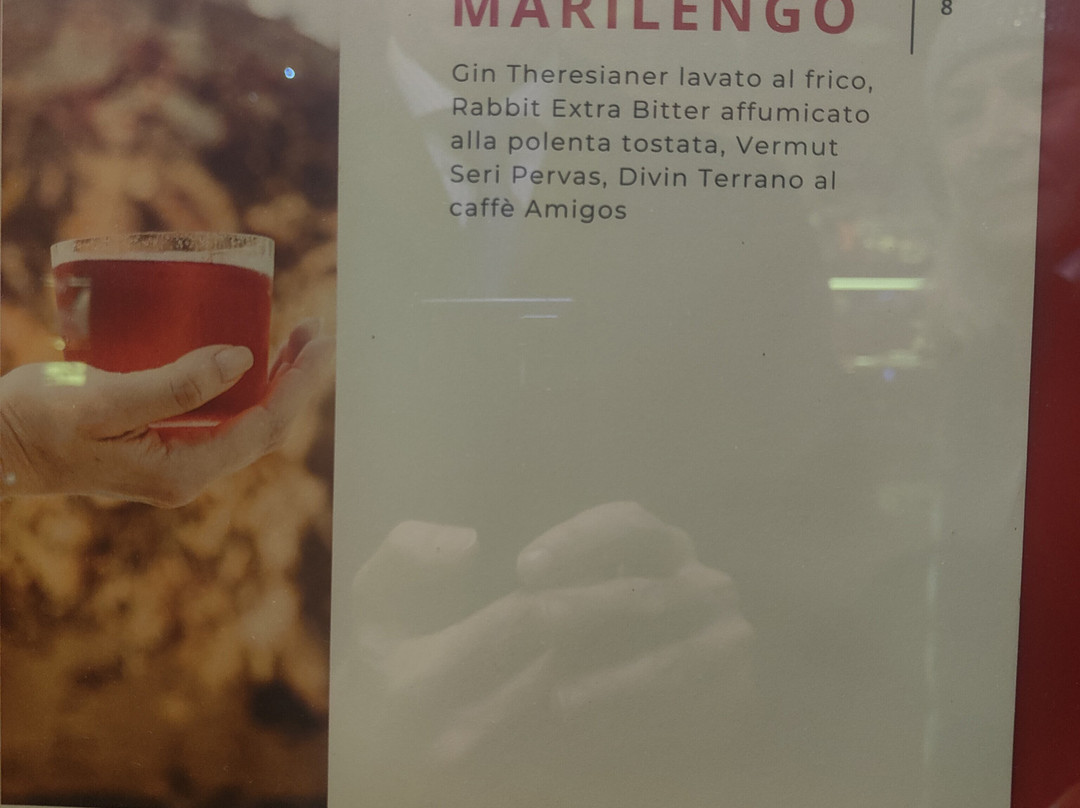 MARILENGO
8
Gin Theresianer lavato al frico,
Rabbit Extra Bitter affumicato
alla polenta tostata, Vermut
Seri Pervas, Divin Terrano al
caffè Amigos